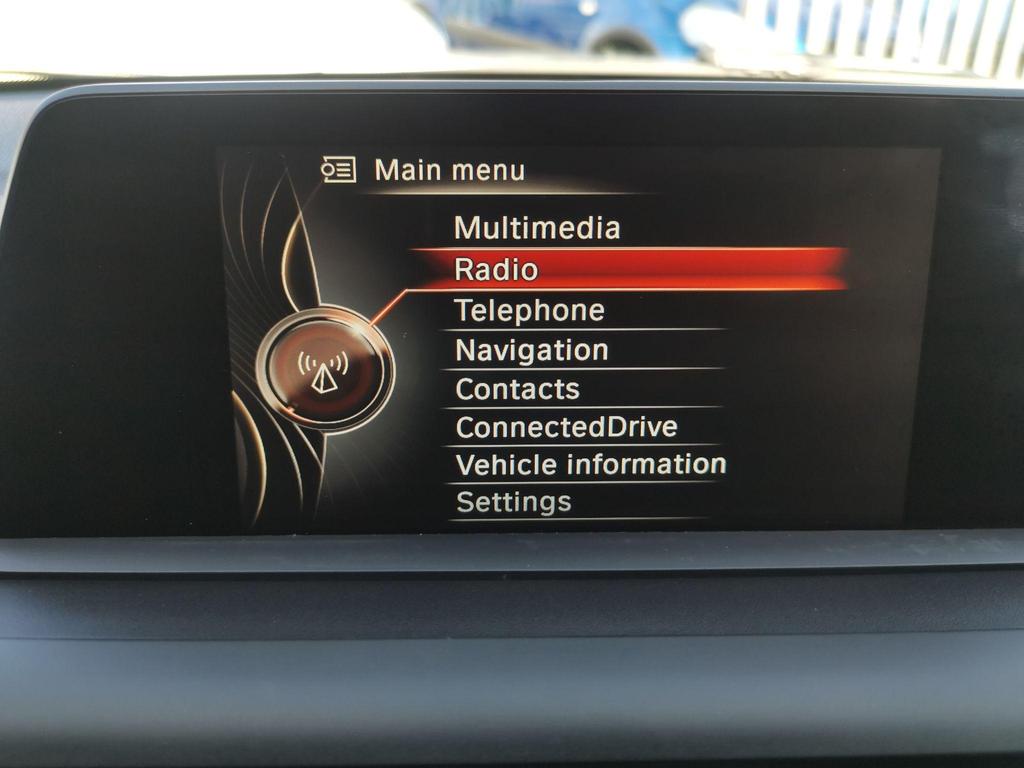 Main menu
Multimedia
Radio
Telephone
Navigation
Contacts
ConnectedDrive
Vehicle information
Settings